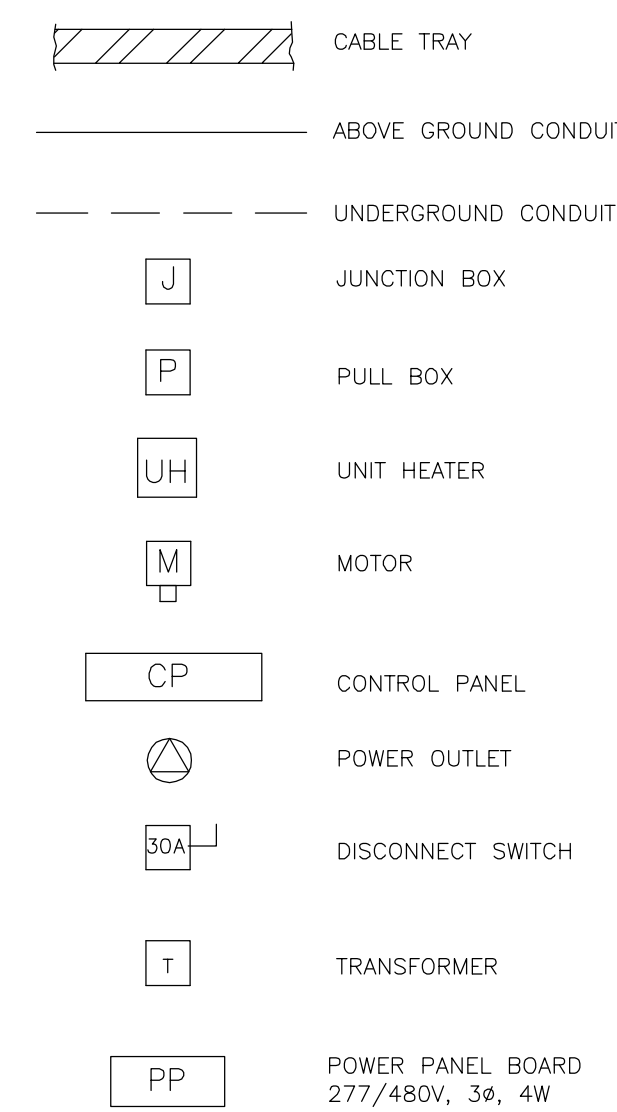 CABLE TRAY
ABOVE GROUND CONDUI
UNDERGROUND CONDUIT
J JUNCTION BOX
P PULL BOX
UH UNIT HEATER
M MOTOR
CP CONTROL PANEL
POWER OUTLET
30A DISCONNECT SWITCH
T TRANSFORMER
PP POWER PANEL BOARD
277/480V, 3ø, 4W